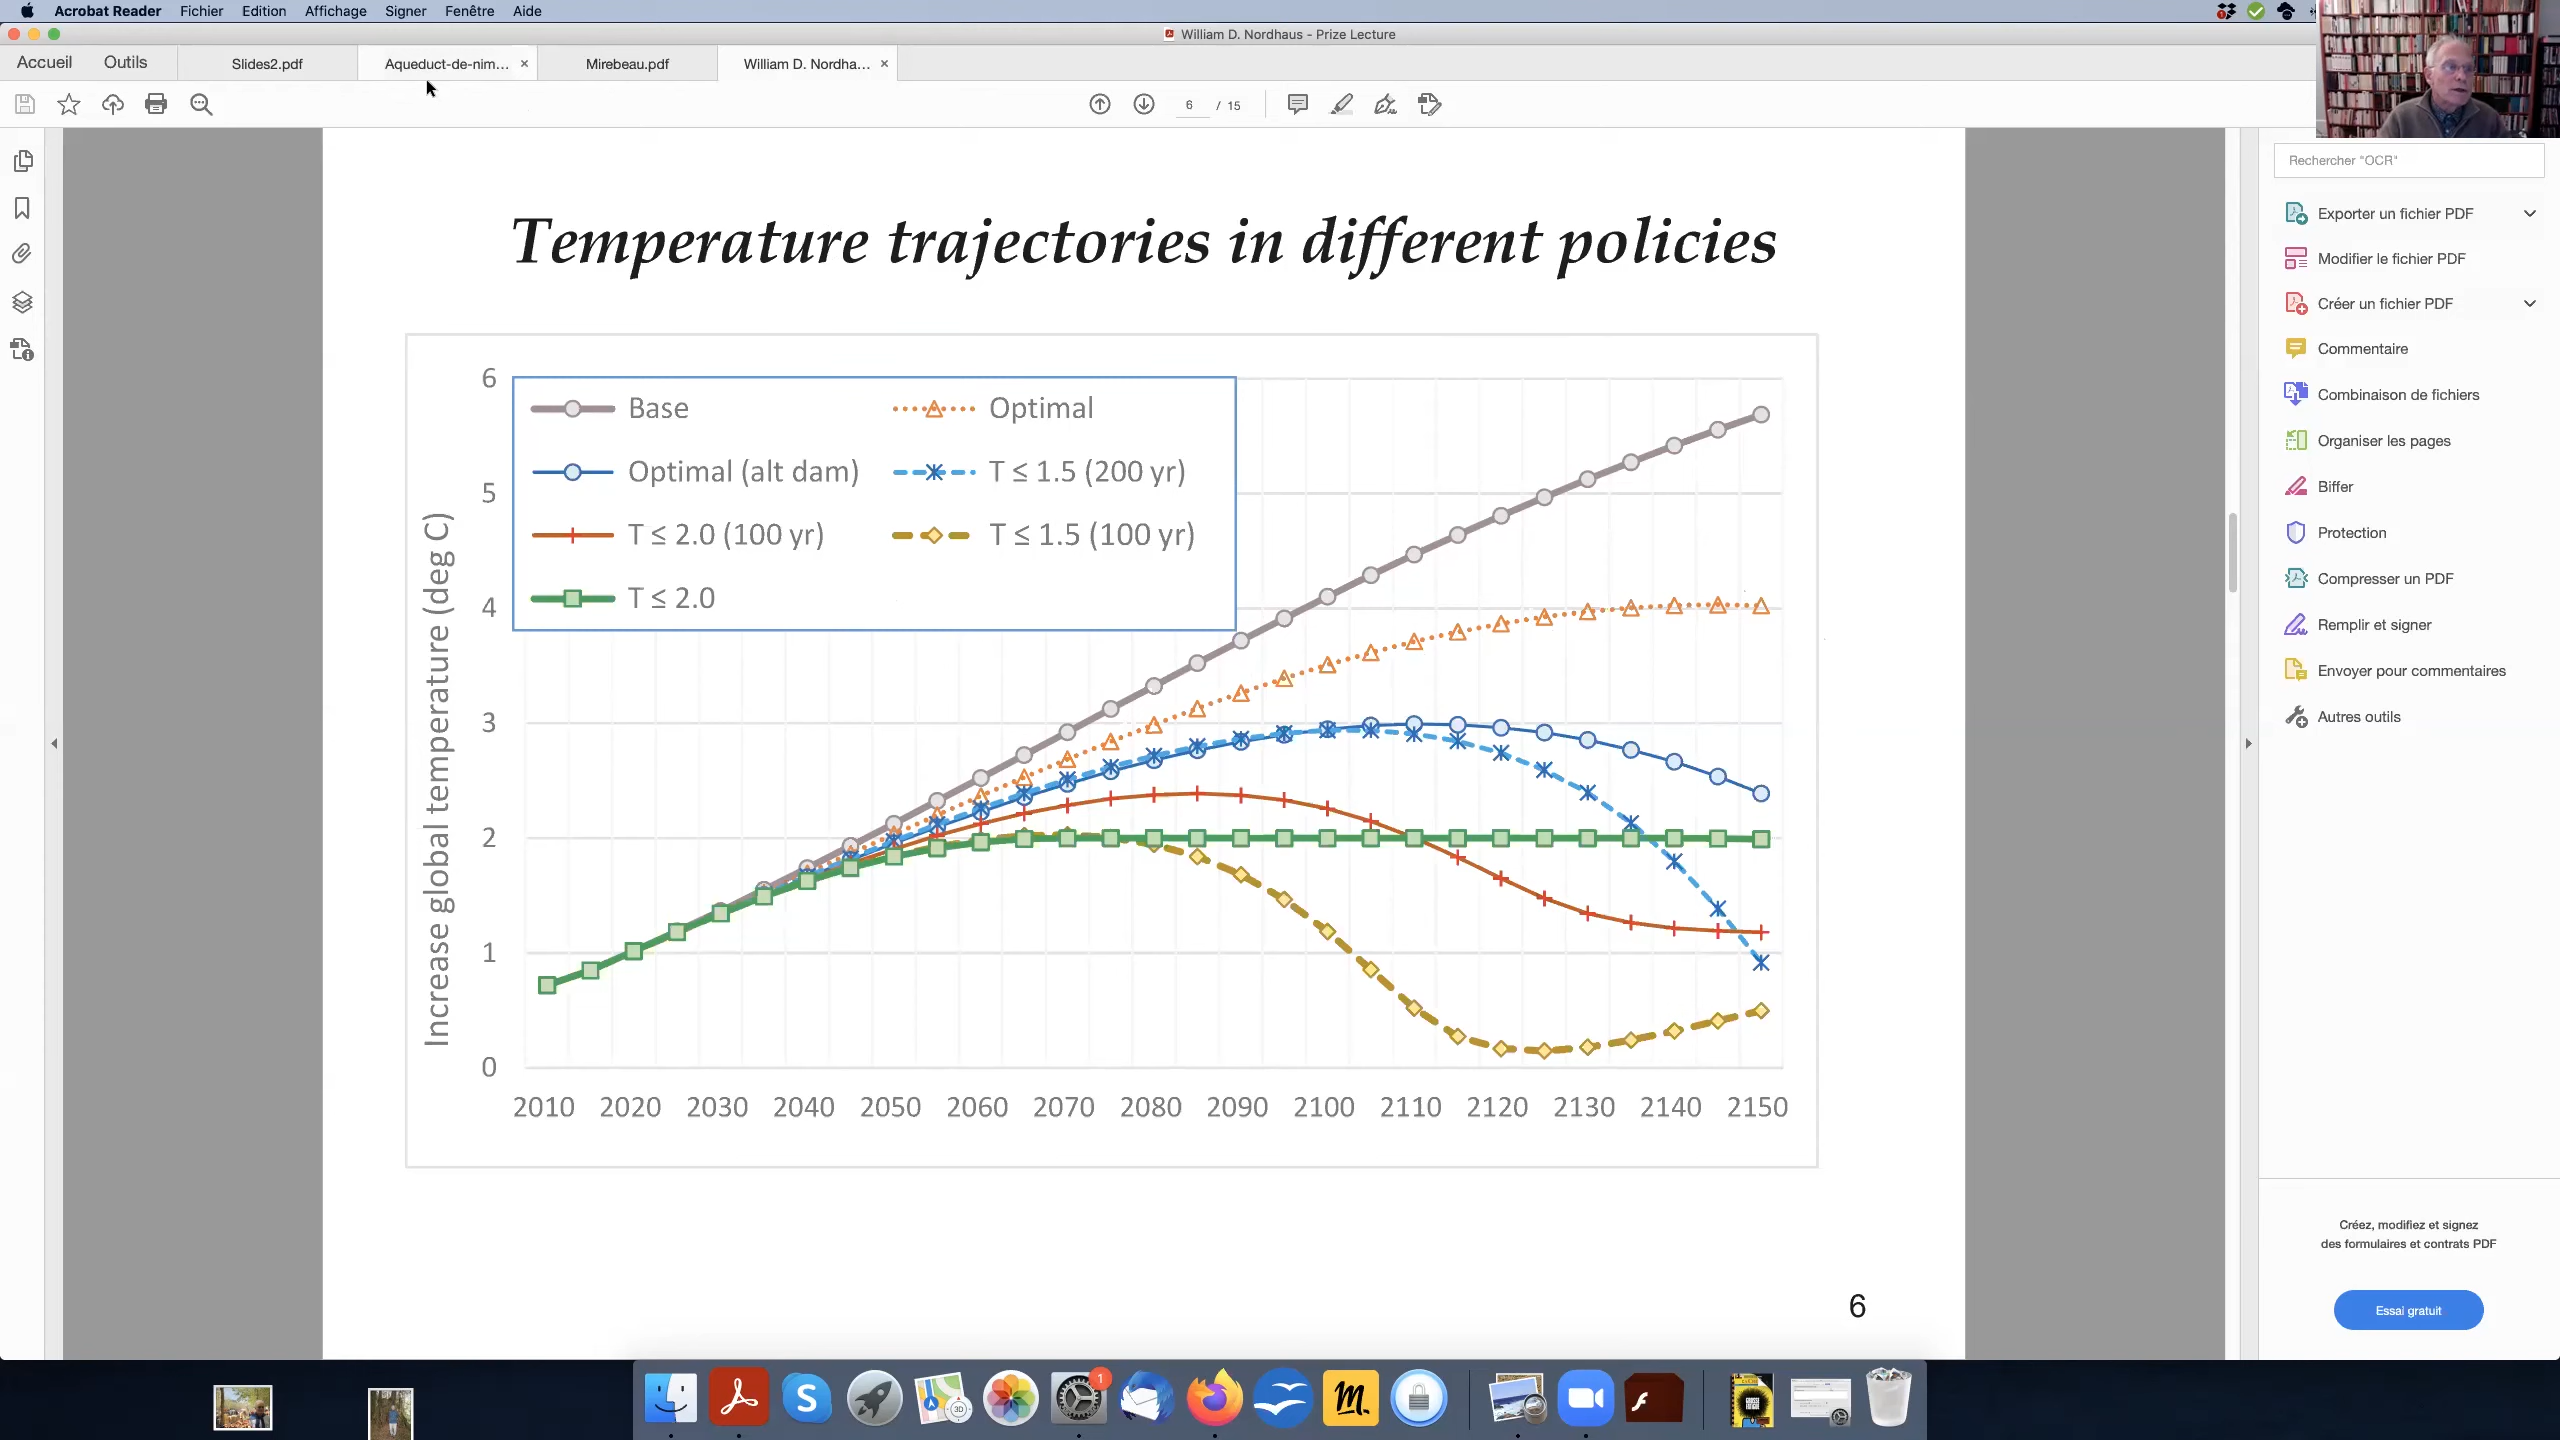 Acrobat Reader Fichier Edition Affichage Signer Fenêtre Aide
William D. Nordhaus - Prize Lecture
Accueil Outils Slides2.pdf Aqueduct-de-nim... × Mirebeau.pdf William D. Nordha... ×
6 / 15
Rechercher "OCR"
Exporter un fichier PDF
Modifier le fichier PDF
Créer un fichier PDF
Commentaire
Combinaison de fichiers
Organiser les pages
Biffer
Protection
Compresser un PDF
Remplir et signer
Envoyer pour commentaires
Autres outils
Créez, modifiez et signez
des formulaires et contrats PDF
Essai gratuit
Temperature trajectories in different policies
Increase global temperature (deg C)
6
5
4
3
2
1
0
Base Optimal
Optimal (alt dam) T ≤ 1.5 (200 yr)
T ≤ 2.0 (100 yr) T ≤ 1.5 (100 yr)
T ≤ 2.0
2010 2020 2030 2040 2050 2060 2070 2080 2090 2100 2110 2120 2130 2140 2150
6
1
3D